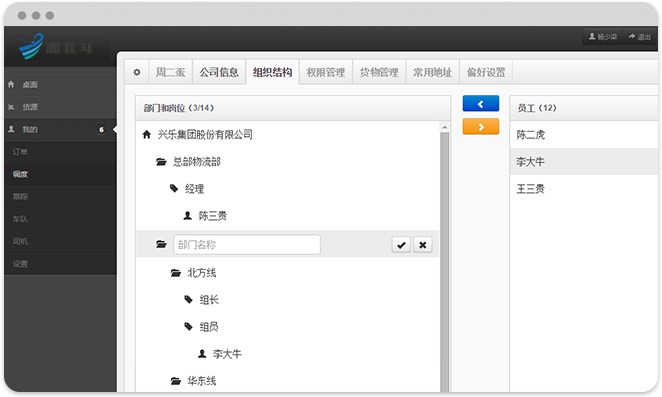 湖北斗
杨少梁
退出
桌面
货源
我的 6
订单
调度
跟踪
车队
司机
设置
周二蛋 公司信息 组织结构 权限管理 货物管理 常用地址 偏好设置
部门和岗位（3/14）
兴乐集团股份有限公司
总部物流部
经理
陈三贵
部门名称
北方线
组长
组员
李大牛
华东线
员工（12）
陈二虎
李大牛
王三贵